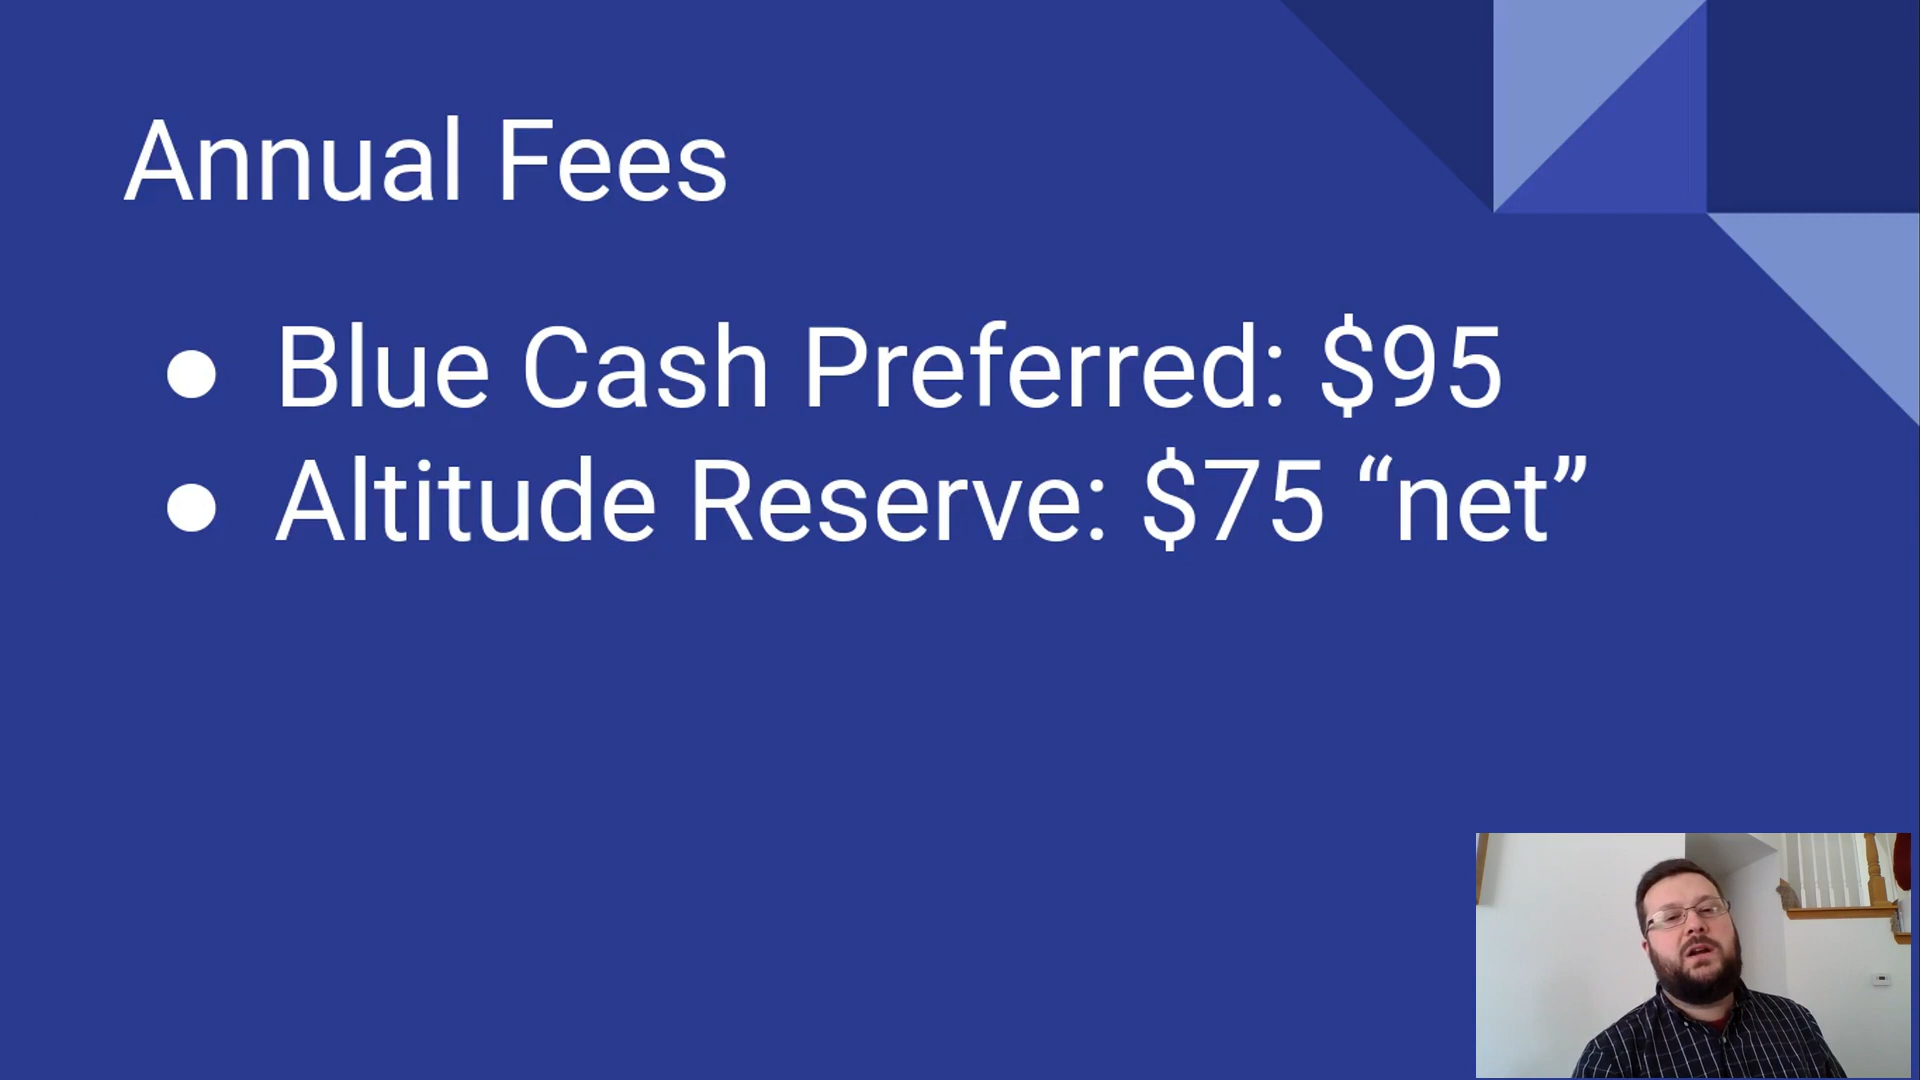 Annual Fees
● Blue Cash Preferred: $95
● Altitude Reserve: $75 “net”